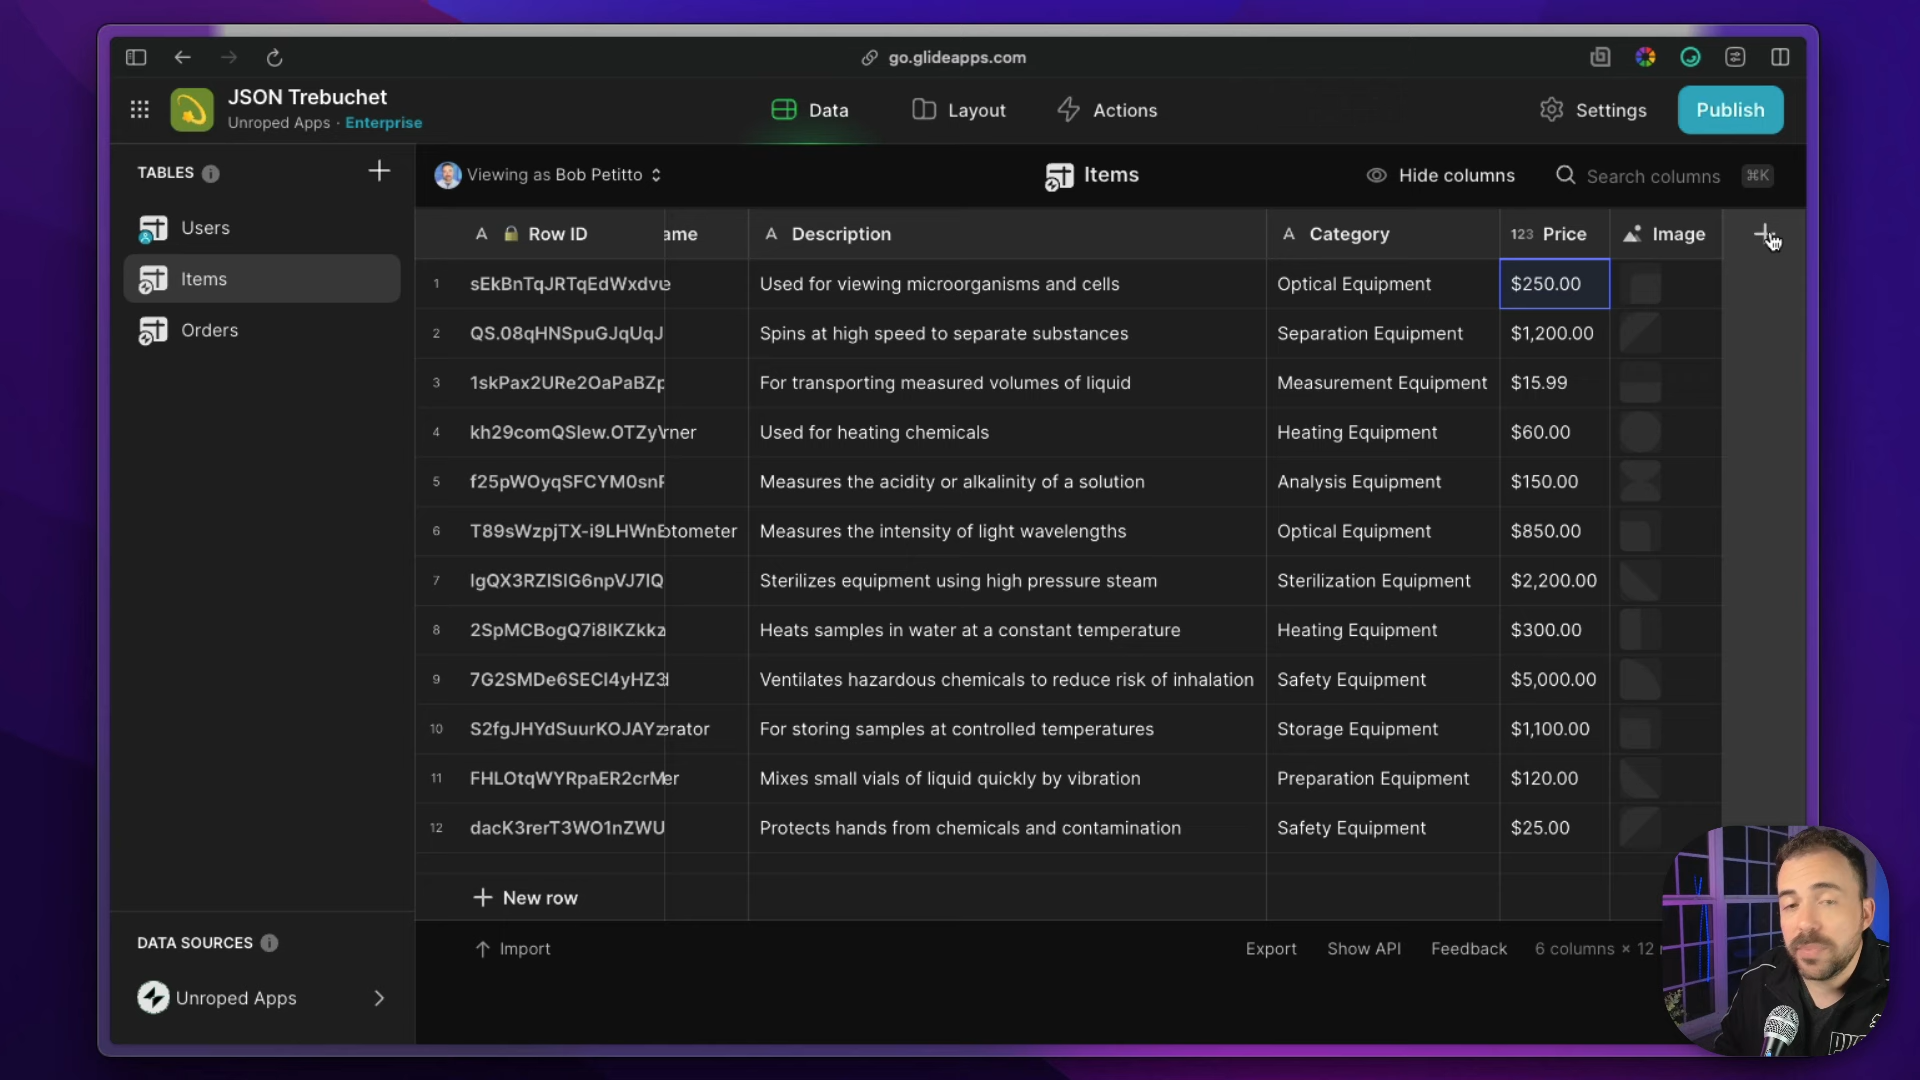 go.glideapps.com
JSON Trebuchet
Unroped Apps · Enterprise
Data
Layout
Actions
Settings
Publish
TABLES
Users
Items
Orders
DATA SOURCES
Unroped Apps
Viewing as Bob Petitto
Items
Hide columns
Search columns
⌘K
Row ID ame Description Category 123 Price Image
1 Used for viewing microorganisms and cells Optical Equipment $250.00
2 QS.08qHNSpuGJqUqJ Spins at high speed to separate substances Separation Equipment $1,200.00
3 For transporting measured volumes of liquid Measurement Equipment $15.99
4 rner Used for heating chemicals Heating Equipment $60.00
5 Measures the acidity or alkalinity of a solution Analysis Equipment $150.00
6 otometer Measures the intensity of light wavelengths Optical Equipment $850.00
7 Sterilizes equipment using high pressure steam Sterilization Equipment $2,200.00
8 Heats samples in water at a constant temperature Heating Equipment $300.00
9 Ventilates hazardous chemicals to reduce risk of inhalation Safety Equipment $5,000.00
10 erator For storing samples at controlled temperatures Storage Equipment $1,100.00
11 er Mixes small vials of liquid quickly by vibration Preparation Equipment $120.00
12 dacK3rerT3WO1nZWU Protects hands from chemicals and contamination Safety Equipment $25.00
New row
Import
Export
Show API
Feedback
6 columns × 12